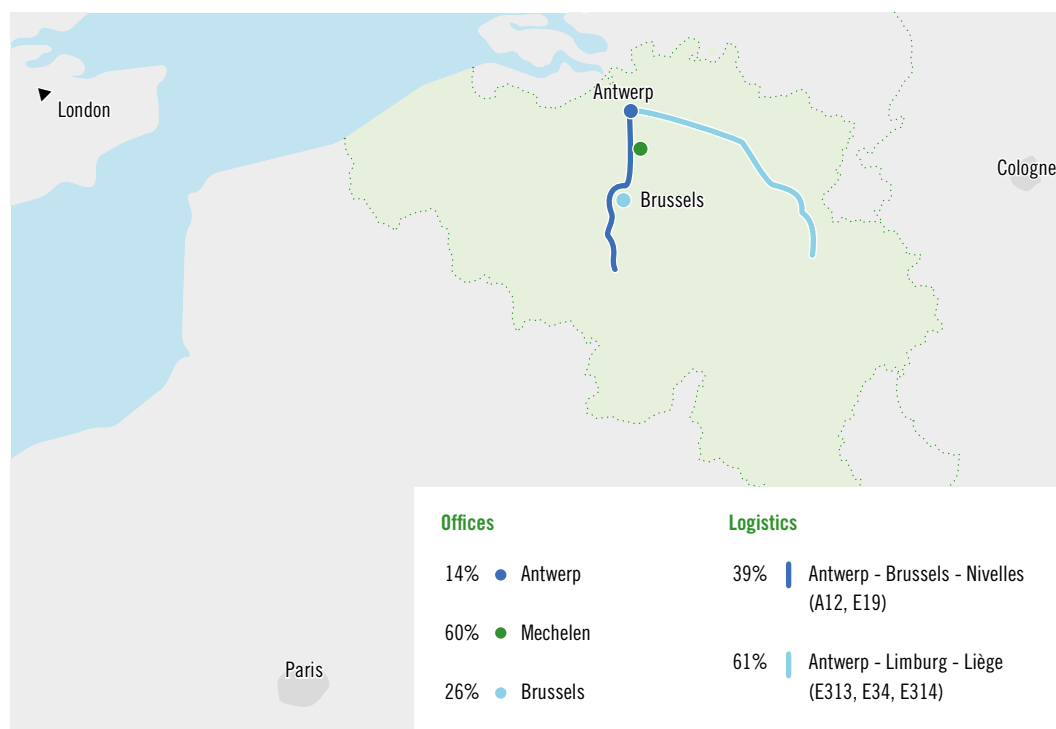 London
Antwerp
Cologne
Brussels
Paris
Offices
14% Antwerp
60% Mechelen
26% Brussels
Logistics
39% Antwerp - Brussels - Nivelles
(A12, E19)
61% Antwerp - Limburg - Liège
(E313, E34, E314)